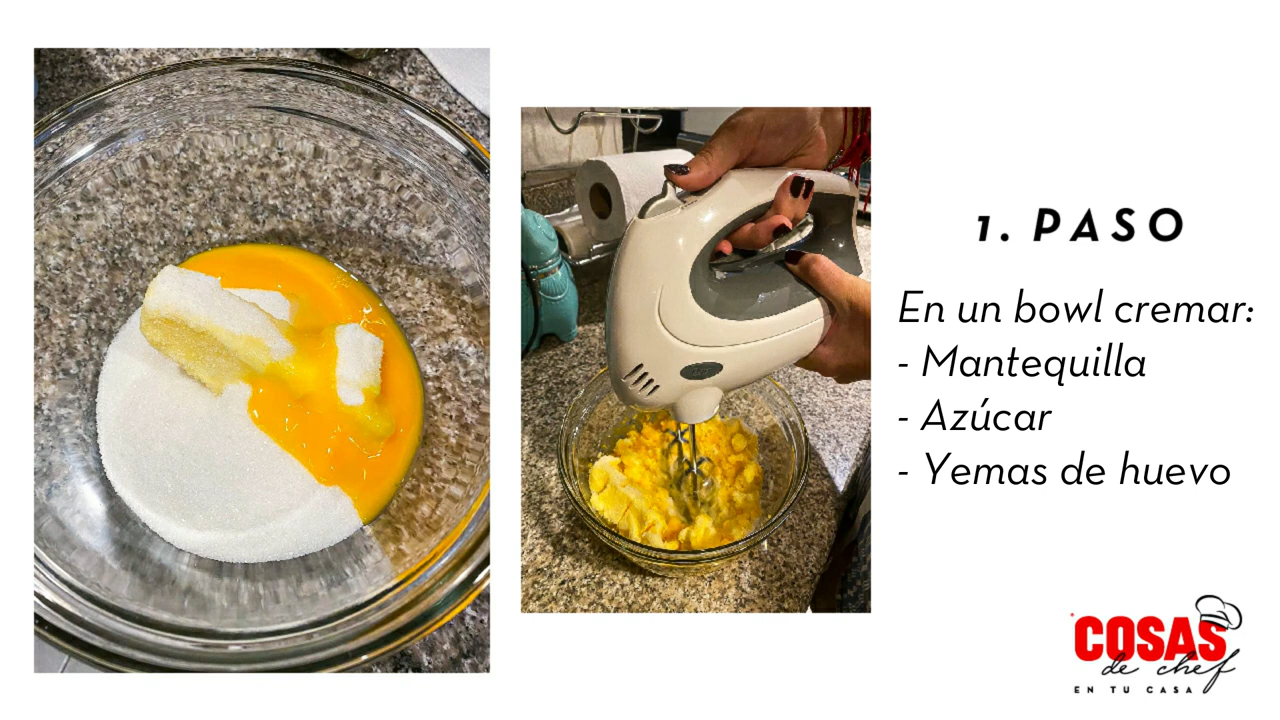 1. PASO
En un bowl cremar:
- Mantequilla
- Azúcar
- Yemas de huevo
COSAS
de chef
EN TU CASA